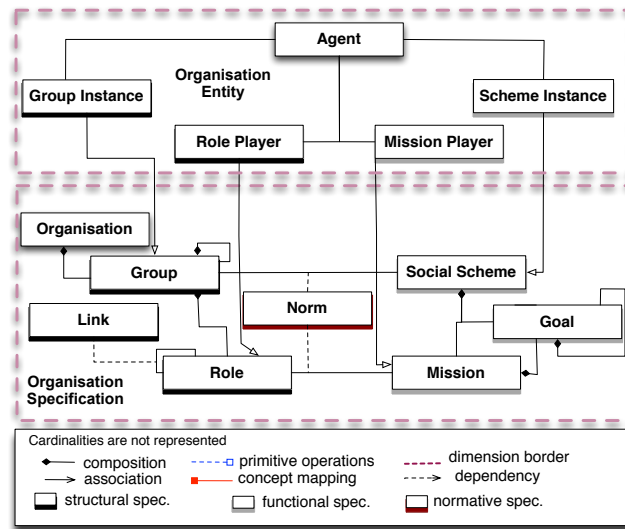 Agent
Organisation
Entity
Group Instance
Scheme Instance
Role Player
Mission Player
Organisation
Group
Social Scheme
Link
Norm
Goal
Role
Mission
Organisation
Specification
Cardinalities are not represented
composition
primitive operations
dimension border
association
concept mapping
dependency
structural spec.
functional spec.
normative spec.